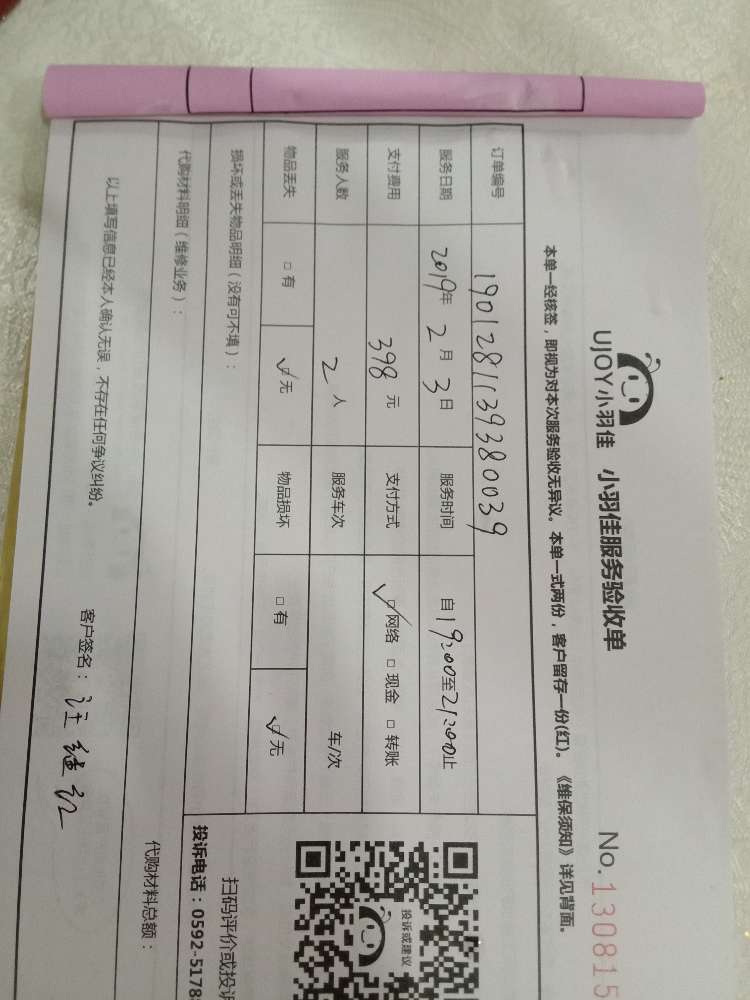 UJOY小羽佳 小羽佳服务验收单 No.130815
本单一经核签，即视为对本次服务验收无异议。本单一式两份，客户留存一份(红)。《维保须知》详见背面。
订单编号 1901281139380039
服务日期 2019年2月3日 服务时间 自19:00至21:00止
支付费用 398元 支付方式 ☑网络 □现金 □转账
服务人数 2人 服务车次 车/次
物品丢失 □有 ☑无 物品损坏 □有 ☑无
损坏或丢失物品明细（没有可不填）：
代购材料明细（维修业务）：
代购材料总额：
以上填写信息已经本人确认无误，不存在任何争议纠纷。
客户签名：
投诉或建议
扫码评价或投诉
投诉电话：0592-5178